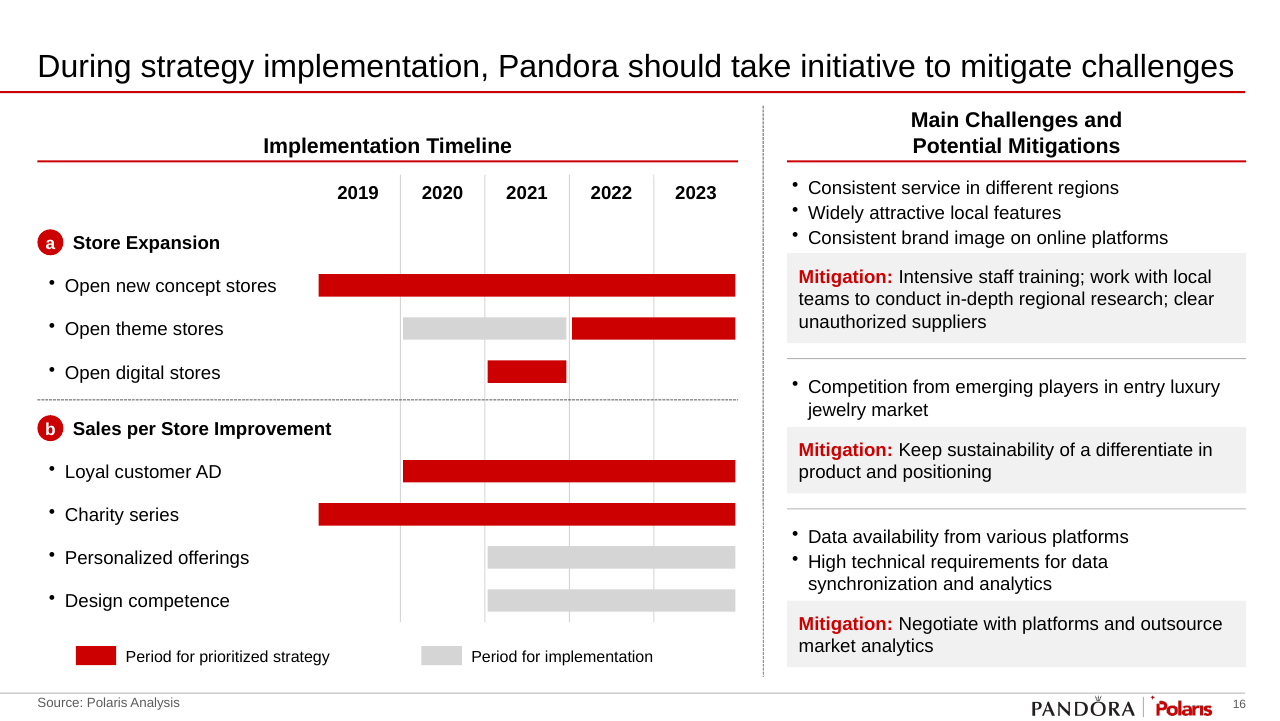 During strategy implementation, Pandora should take initiative to mitigate challenges
Implementation Timeline
2019 2020 2021 2022 2023
a Store Expansion
• Open new concept stores
• Open theme stores
• Open digital stores
b Sales per Store Improvement
• Loyal customer AD
• Charity series
• Personalized offerings
• Design competence
Period for prioritized strategy
Period for implementation
Main Challenges and
Potential Mitigations
• Consistent service in different regions
• Widely attractive local features
• Consistent brand image on online platforms
Mitigation: Intensive staff training; work with local
teams to conduct in-depth regional research; clear
unauthorized suppliers
• Competition from emerging players in entry luxury
jewelry market
Mitigation: Keep sustainability of a differentiate in
product and positioning
• Data availability from various platforms
• High technical requirements for data
synchronization and analytics
Mitigation: Negotiate with platforms and outsource
market analytics
Source: Polaris Analysis
PANDÓRA
Polaris
16